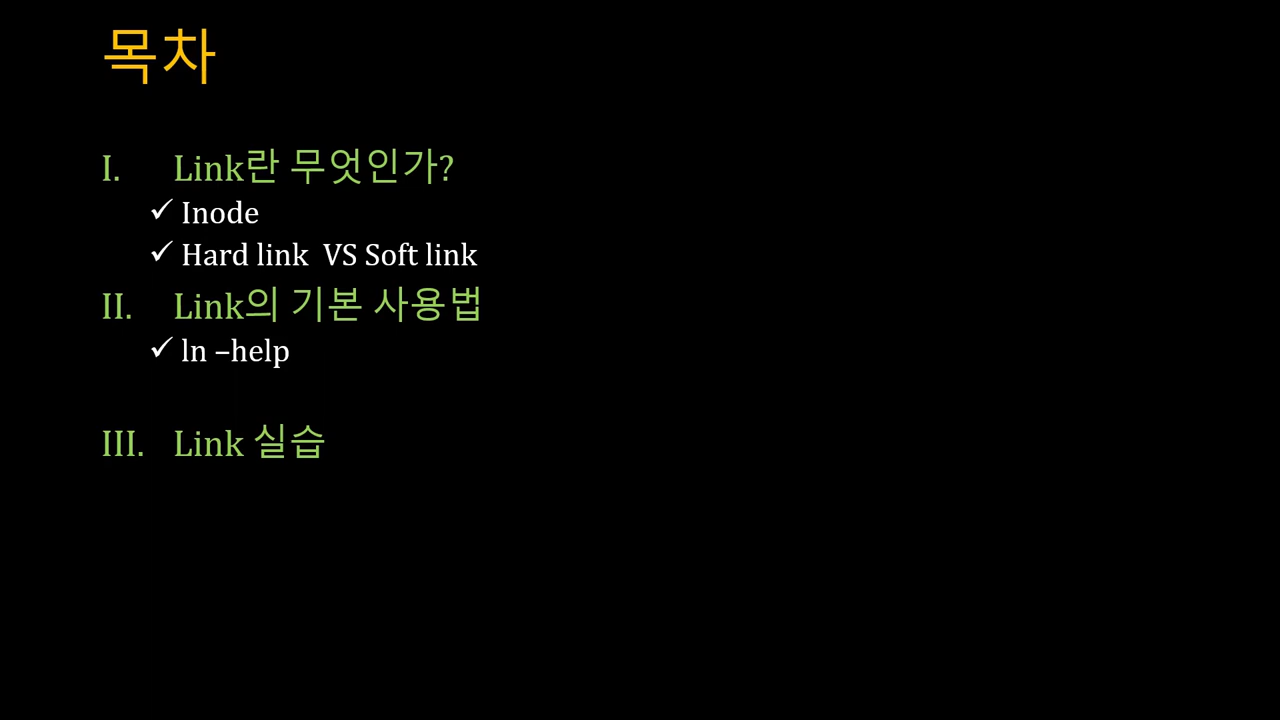 목차
I. Link란 무엇인가?
✓ Inode
✓ Hard link VS Soft link
II. Link의 기본 사용법
✓ ln –help
III. Link 실습